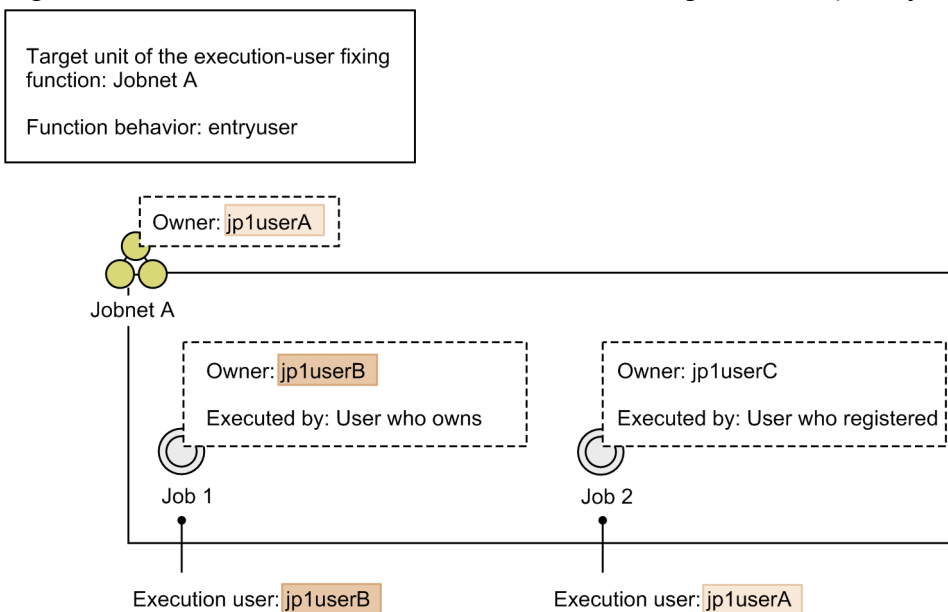 Target unit of the execution-user fixing
function: Jobnet A
Function behavior: entryuser
Owner: jp1userA
Jobnet A
Owner: jp1userB
Executed by: User who owns
Owner: jp1userC
Executed by: User who registered
Job 1
Job 2
Execution user: jp1userB
Execution user: jp1userA